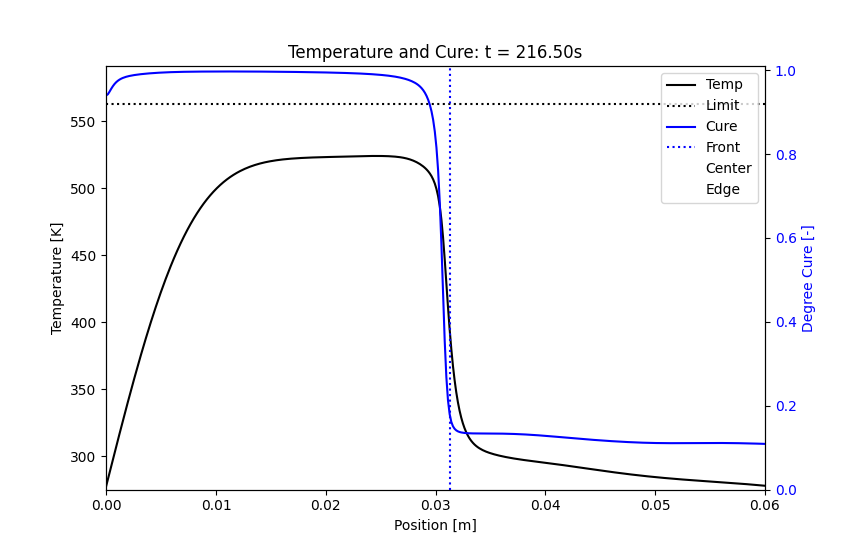 Temperature and Cure: t = 216.50s
Temp
Limit
Cure
Front
Center
Edge
Temperature [K]
550
500
450
400
350
300
Degree Cure [-]
1.0
0.8
0.6
0.4
0.2
0.0
0.00 0.01 0.02 0.03 0.04 0.05 0.06
Position [m]